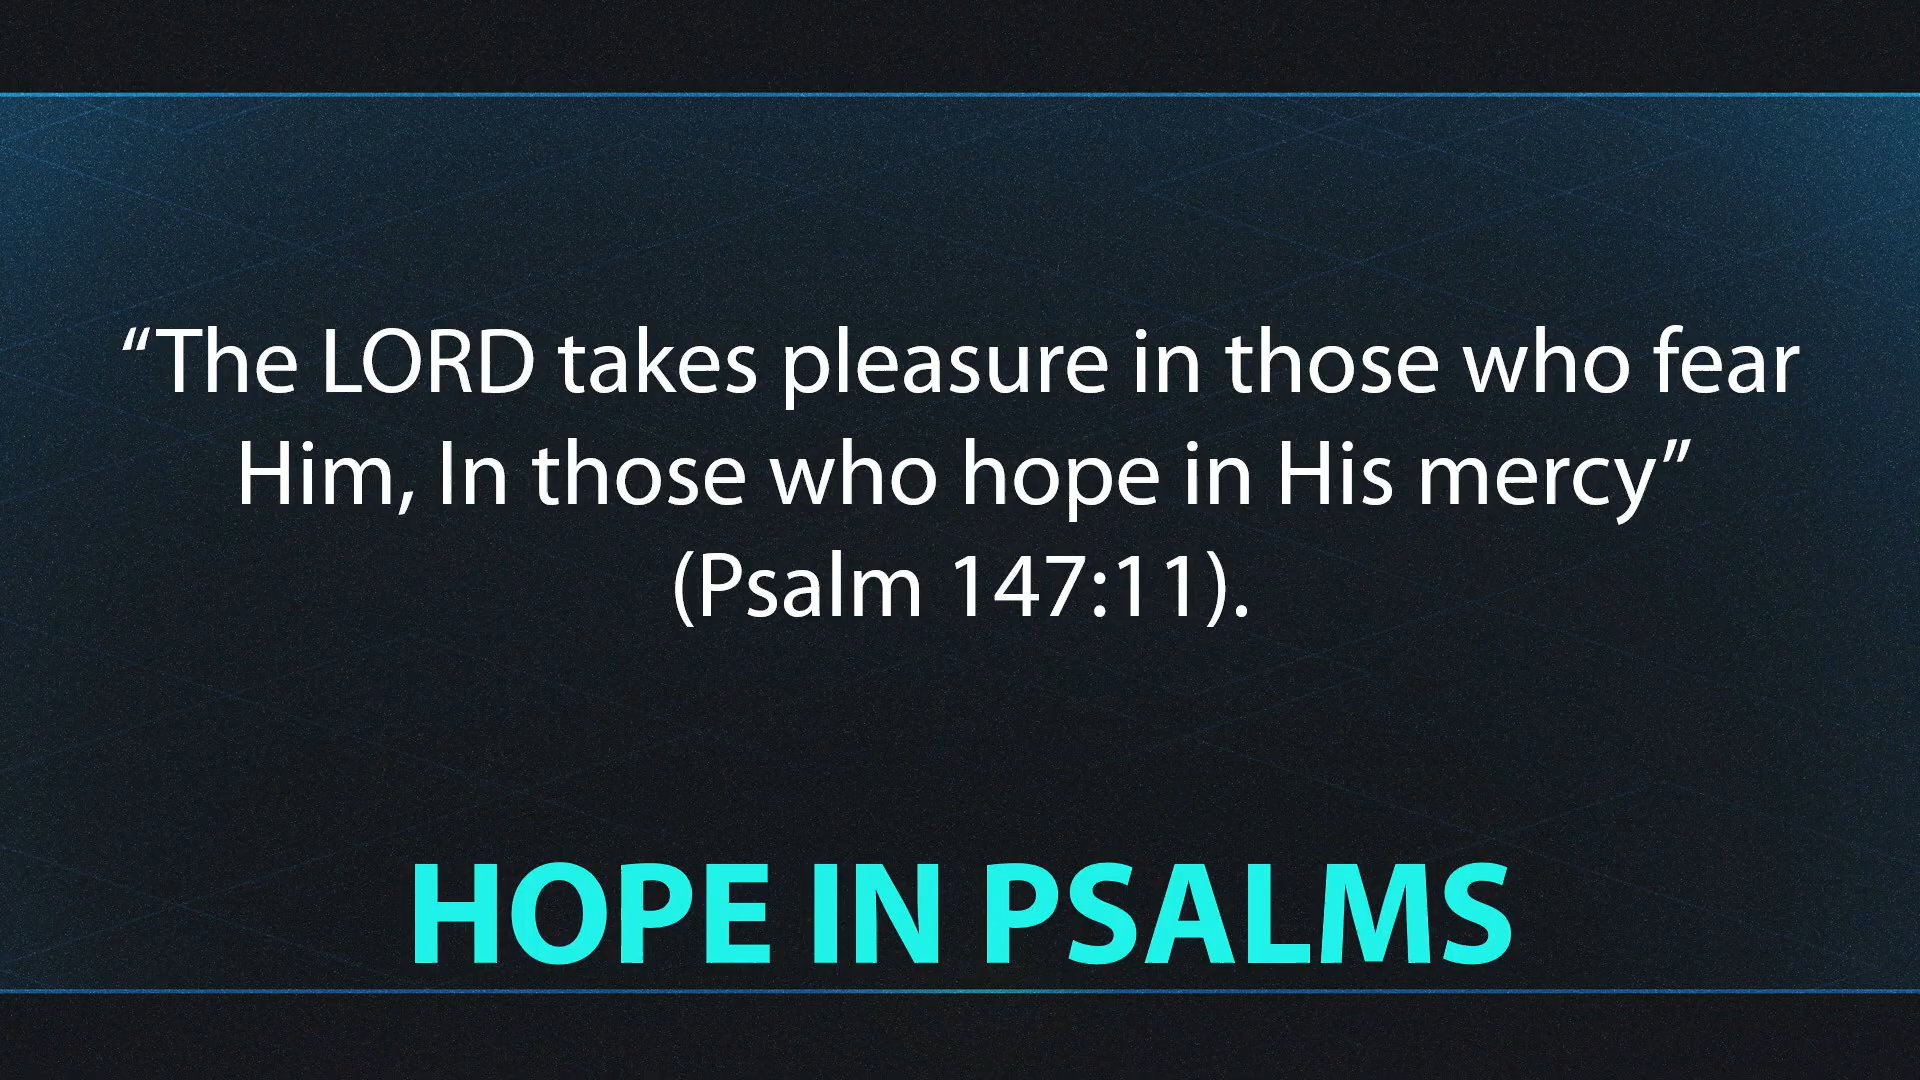 “The LORD takes pleasure in those who fear
Him, In those who hope in His mercy”
(Psalm 147:11).
HOPE IN PSALMS